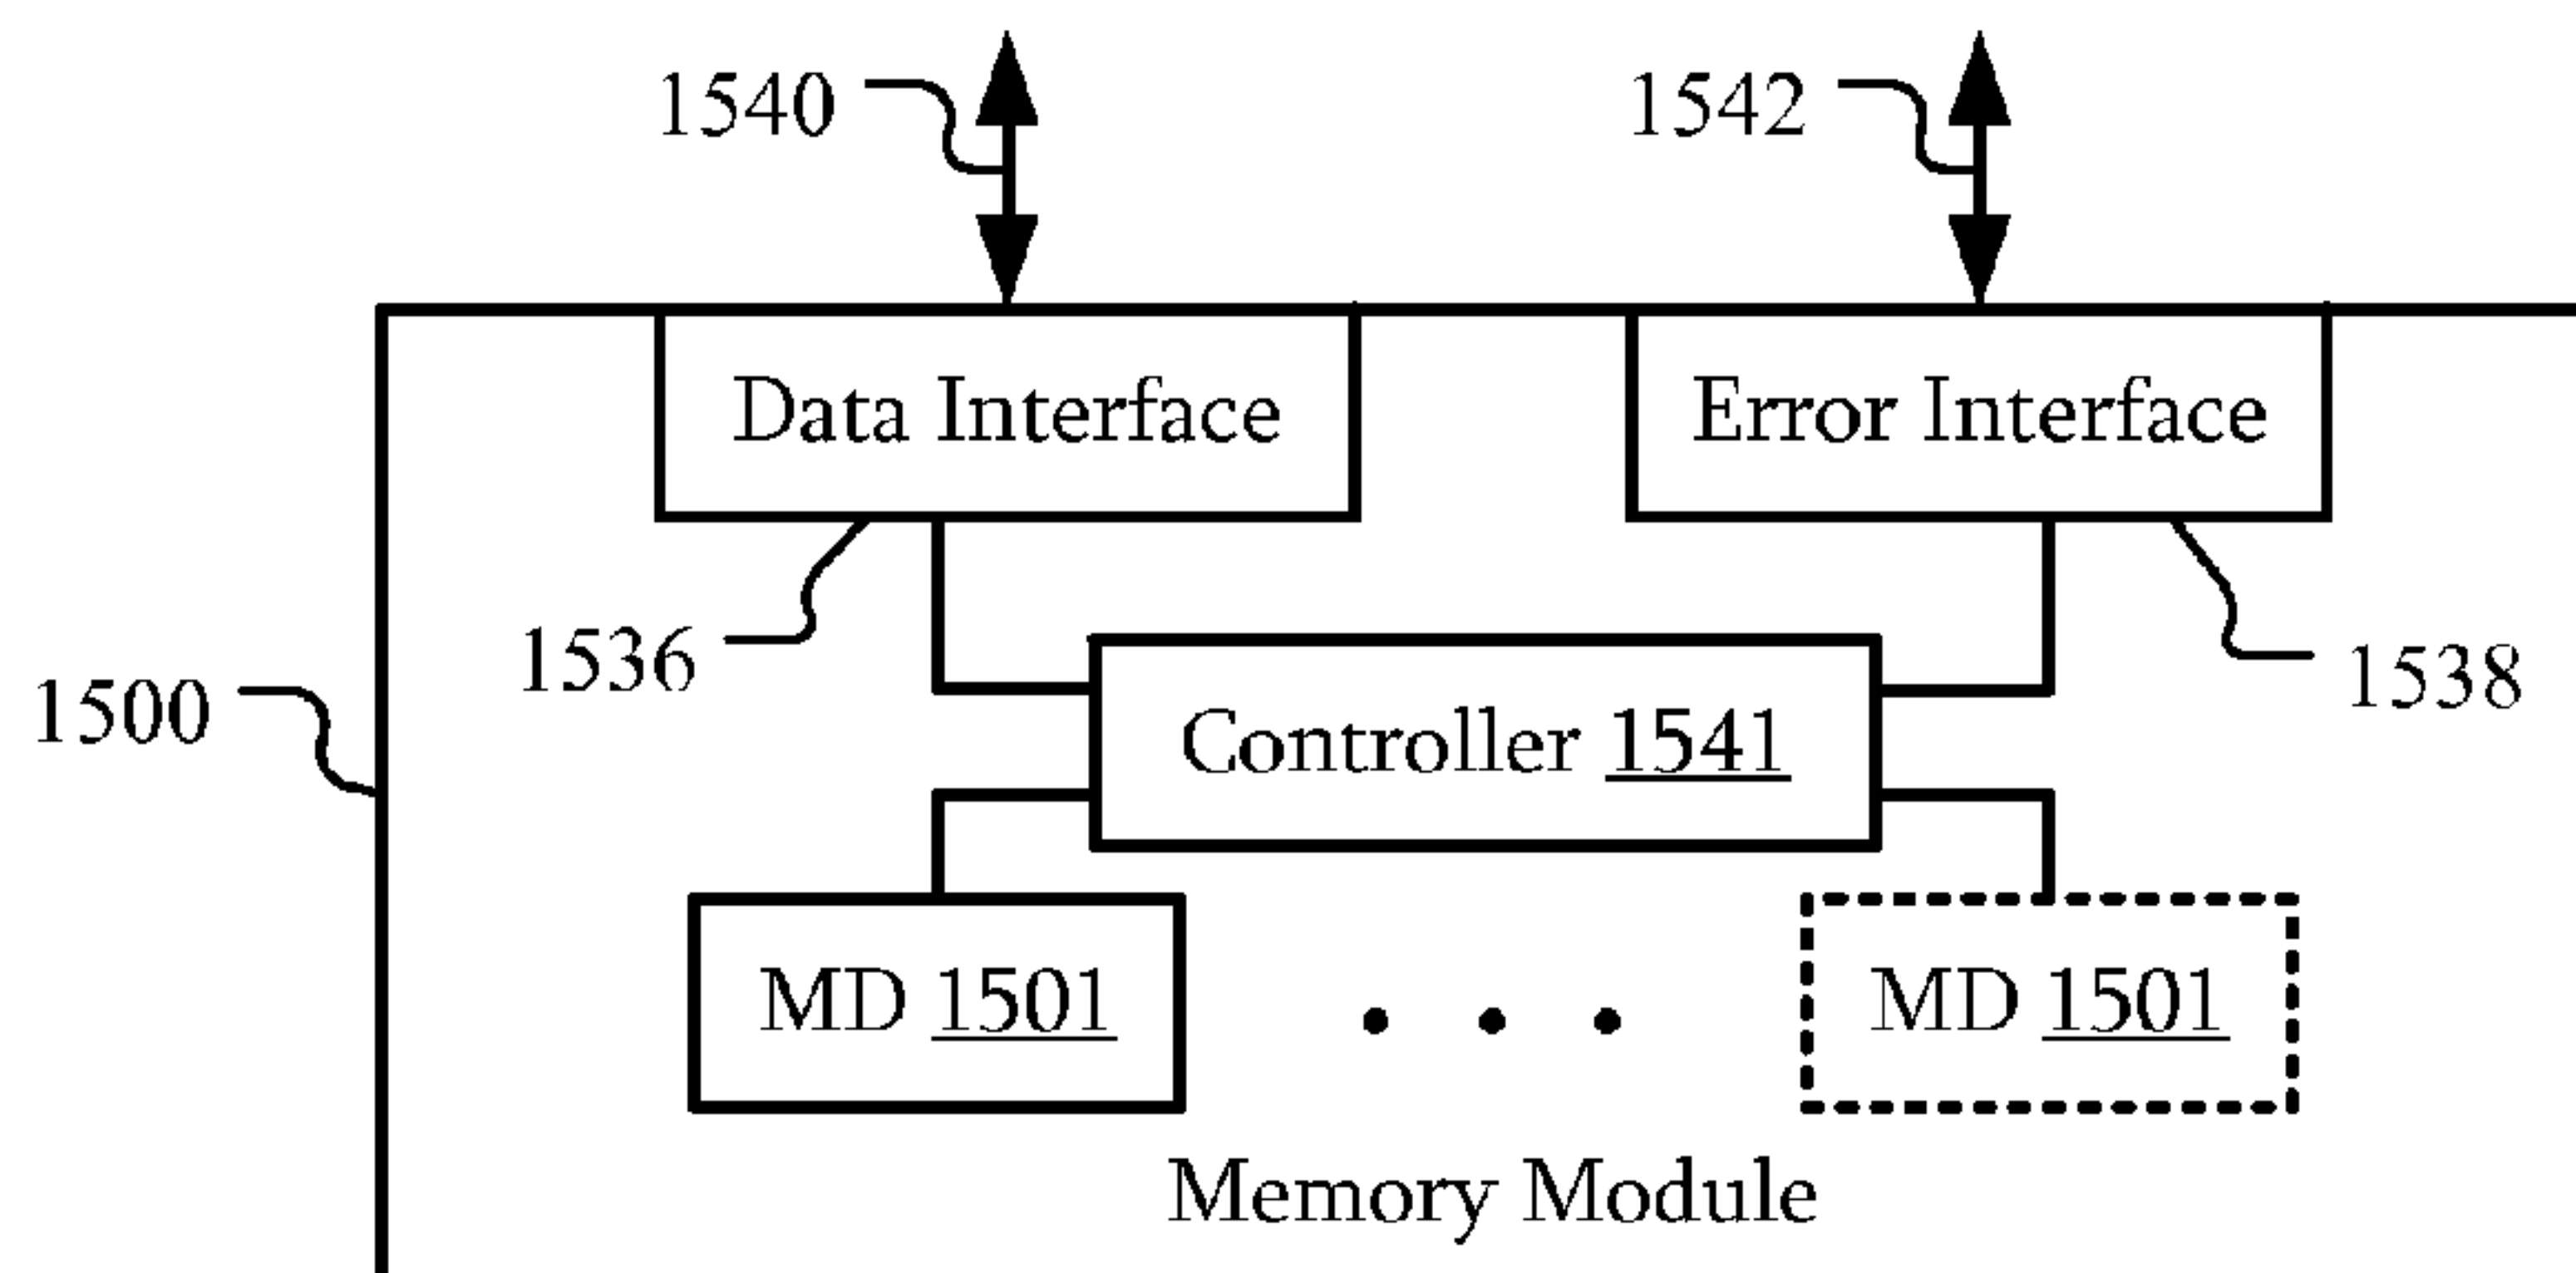 1540
1542
Data Interface
Error Interface
1536
1538
1500
Controller 1541
MD 1501
MD 1501
Memory Module